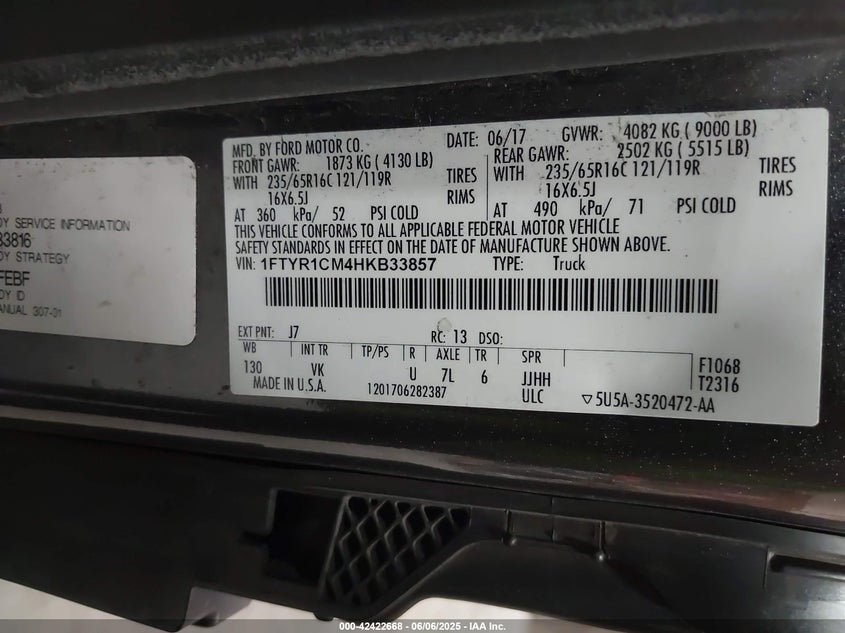 DY SERVICE INFORMATION
33816
DY STRATEGY
FEBF
DY ID
MANUAL 307-01
MFD. BY FORD MOTOR CO. DATE: 06/17 GVWR: 4082 KG ( 9000 LB)
FRONT GAWR: 1873 KG ( 4130 LB) REAR GAWR: 2502 KG ( 5515 LB)
WITH 235/65R16C 121/119R TIRES WITH 235/65R16C 121/119R TIRES
16X6.5J RIMS 16X6.5J RIMS
AT 360 kPa/ 52 PSI COLD AT 490 kPa/ 71 PSI COLD
THIS VEHICLE CONFORMS TO ALL APPLICABLE FEDERAL MOTOR VEHICLE
SAFETY STANDARDS IN EFFECT ON THE DATE OF MANUFACTURE SHOWN ABOVE.
VIN: 1FTYR1CM4HKB33857 TYPE: Truck
EXT PNT: J7 RC: 13 DSO:
WB INT TR TP/PS R AXLE TR SPR F1068
130 VK U 7L 6 JJHH T2316
MADE IN U.S.A. 1201706282387 ULC ▽5U5A-3520472-AA
000-42422668 - 06/06/2025 - IAA Inc.